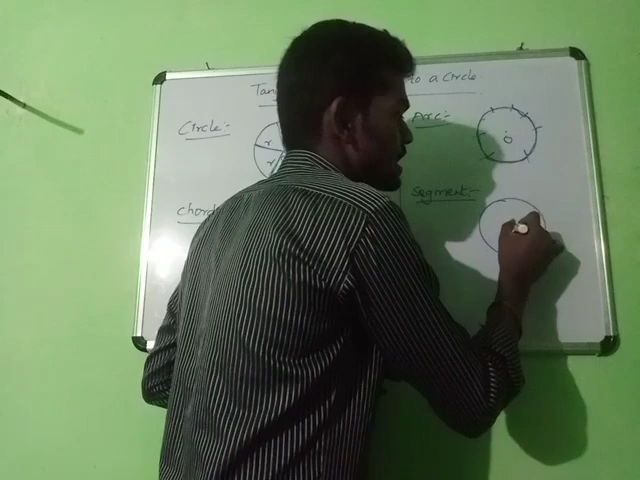 Tan to a Circle
Circle:-
r
r
Chord
Arc:-
O
Segment:-